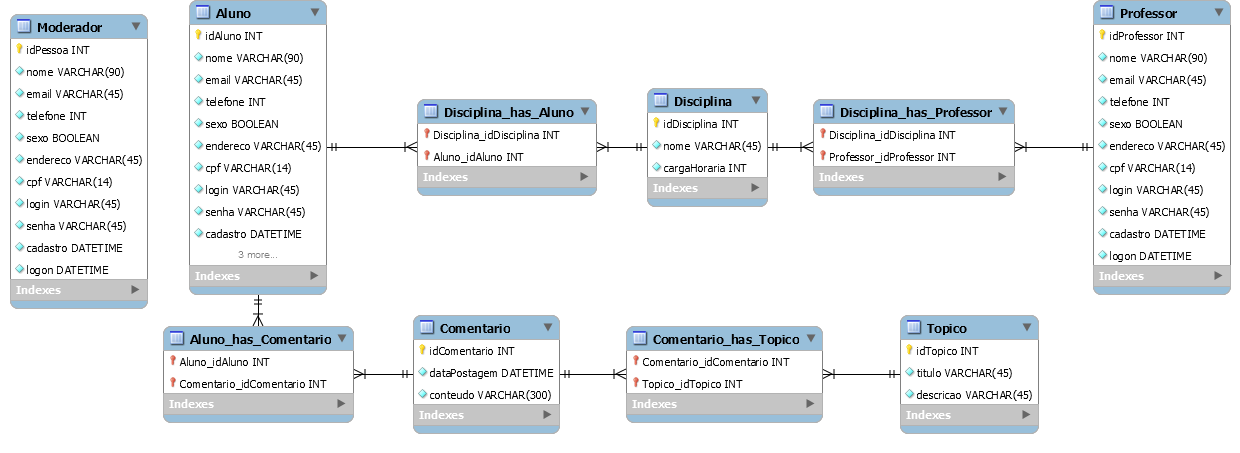 Moderador
idPessoa INT
nome VARCHAR(90)
email VARCHAR(45)
telefone INT
sexo BOOLEAN
endereco VARCHAR(45)
cpf VARCHAR(14)
login VARCHAR(45)
senha VARCHAR(45)
cadastro DATETIME
logon DATETIME
Indexes
Aluno
idAluno INT
nome VARCHAR(90)
email VARCHAR(45)
telefone INT
sexo BOOLEAN
endereco VARCHAR(45)
cpf VARCHAR(14)
login VARCHAR(45)
senha VARCHAR(45)
cadastro DATETIME
3 more...
Indexes
Disciplina_has_Aluno
Disciplina_idDisciplina INT
Aluno_idAluno INT
Indexes
Disciplina
idDisciplina INT
nome VARCHAR(45)
cargaHoraria INT
Indexes
Disciplina_has_Professor
Disciplina_idDisciplina INT
Professor_idProfessor INT
Indexes
Professor
idProfessor INT
nome VARCHAR(90)
email VARCHAR(45)
telefone INT
sexo BOOLEAN
endereco VARCHAR(45)
cpf VARCHAR(14)
login VARCHAR(45)
senha VARCHAR(45)
cadastro DATETIME
logon DATETIME
Indexes
Aluno_has_Comentario
Aluno_idAluno INT
Comentario_idComentario INT
Indexes
Comentario
idComentario INT
dataPostagem DATETIME
conteudo VARCHAR(300)
Indexes
Comentario_has_Topico
Comentario_idComentario INT
Topico_idTopico INT
Indexes
Topico
idTopico INT
titulo VARCHAR(45)
descricao VARCHAR(45)
Indexes